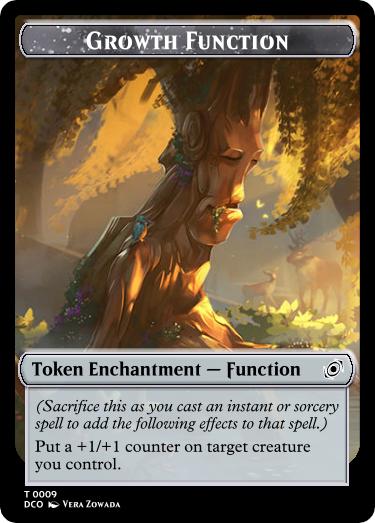 Growth Function
Token Enchantment — Function
(Sacrifice this as you cast an instant or sorcery
spell to add the following effects to that spell.)
Put a +1/+1 counter on target creature
you control.
T 0009
DCO Vera Zowada